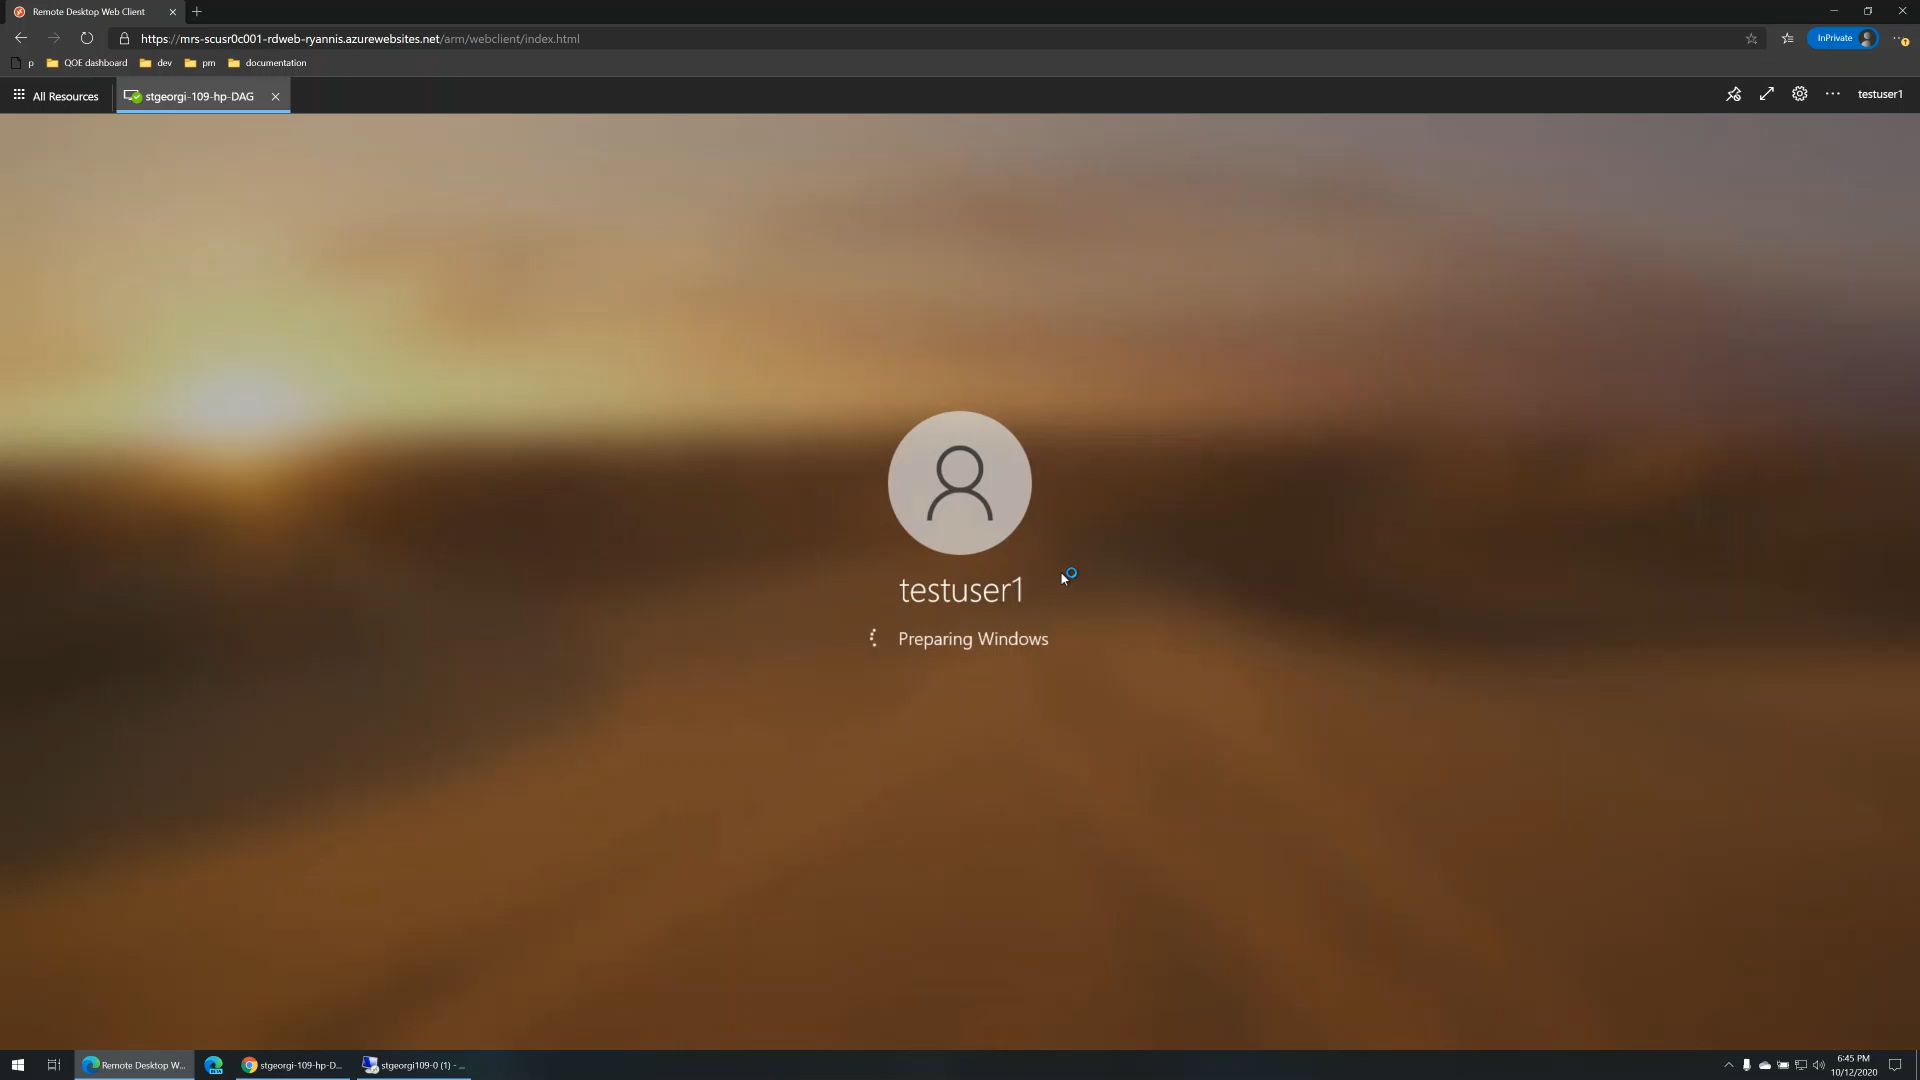 Remote Desktop Web Client
https://mrs-scusr0c001-rdweb-ryannis.azurewebsites.net/arm/webclient/index.html
InPrivate
p QOE dashboard dev pm documentation
All Resources stgeorgi-109-hp-DAG testuser1
testuser1
Preparing Windows
Remote Desktop W... BETA stgeorgi-109-hp-D... stgeorgi109-0 (1) - ...
6:45 PM
10/12/2020